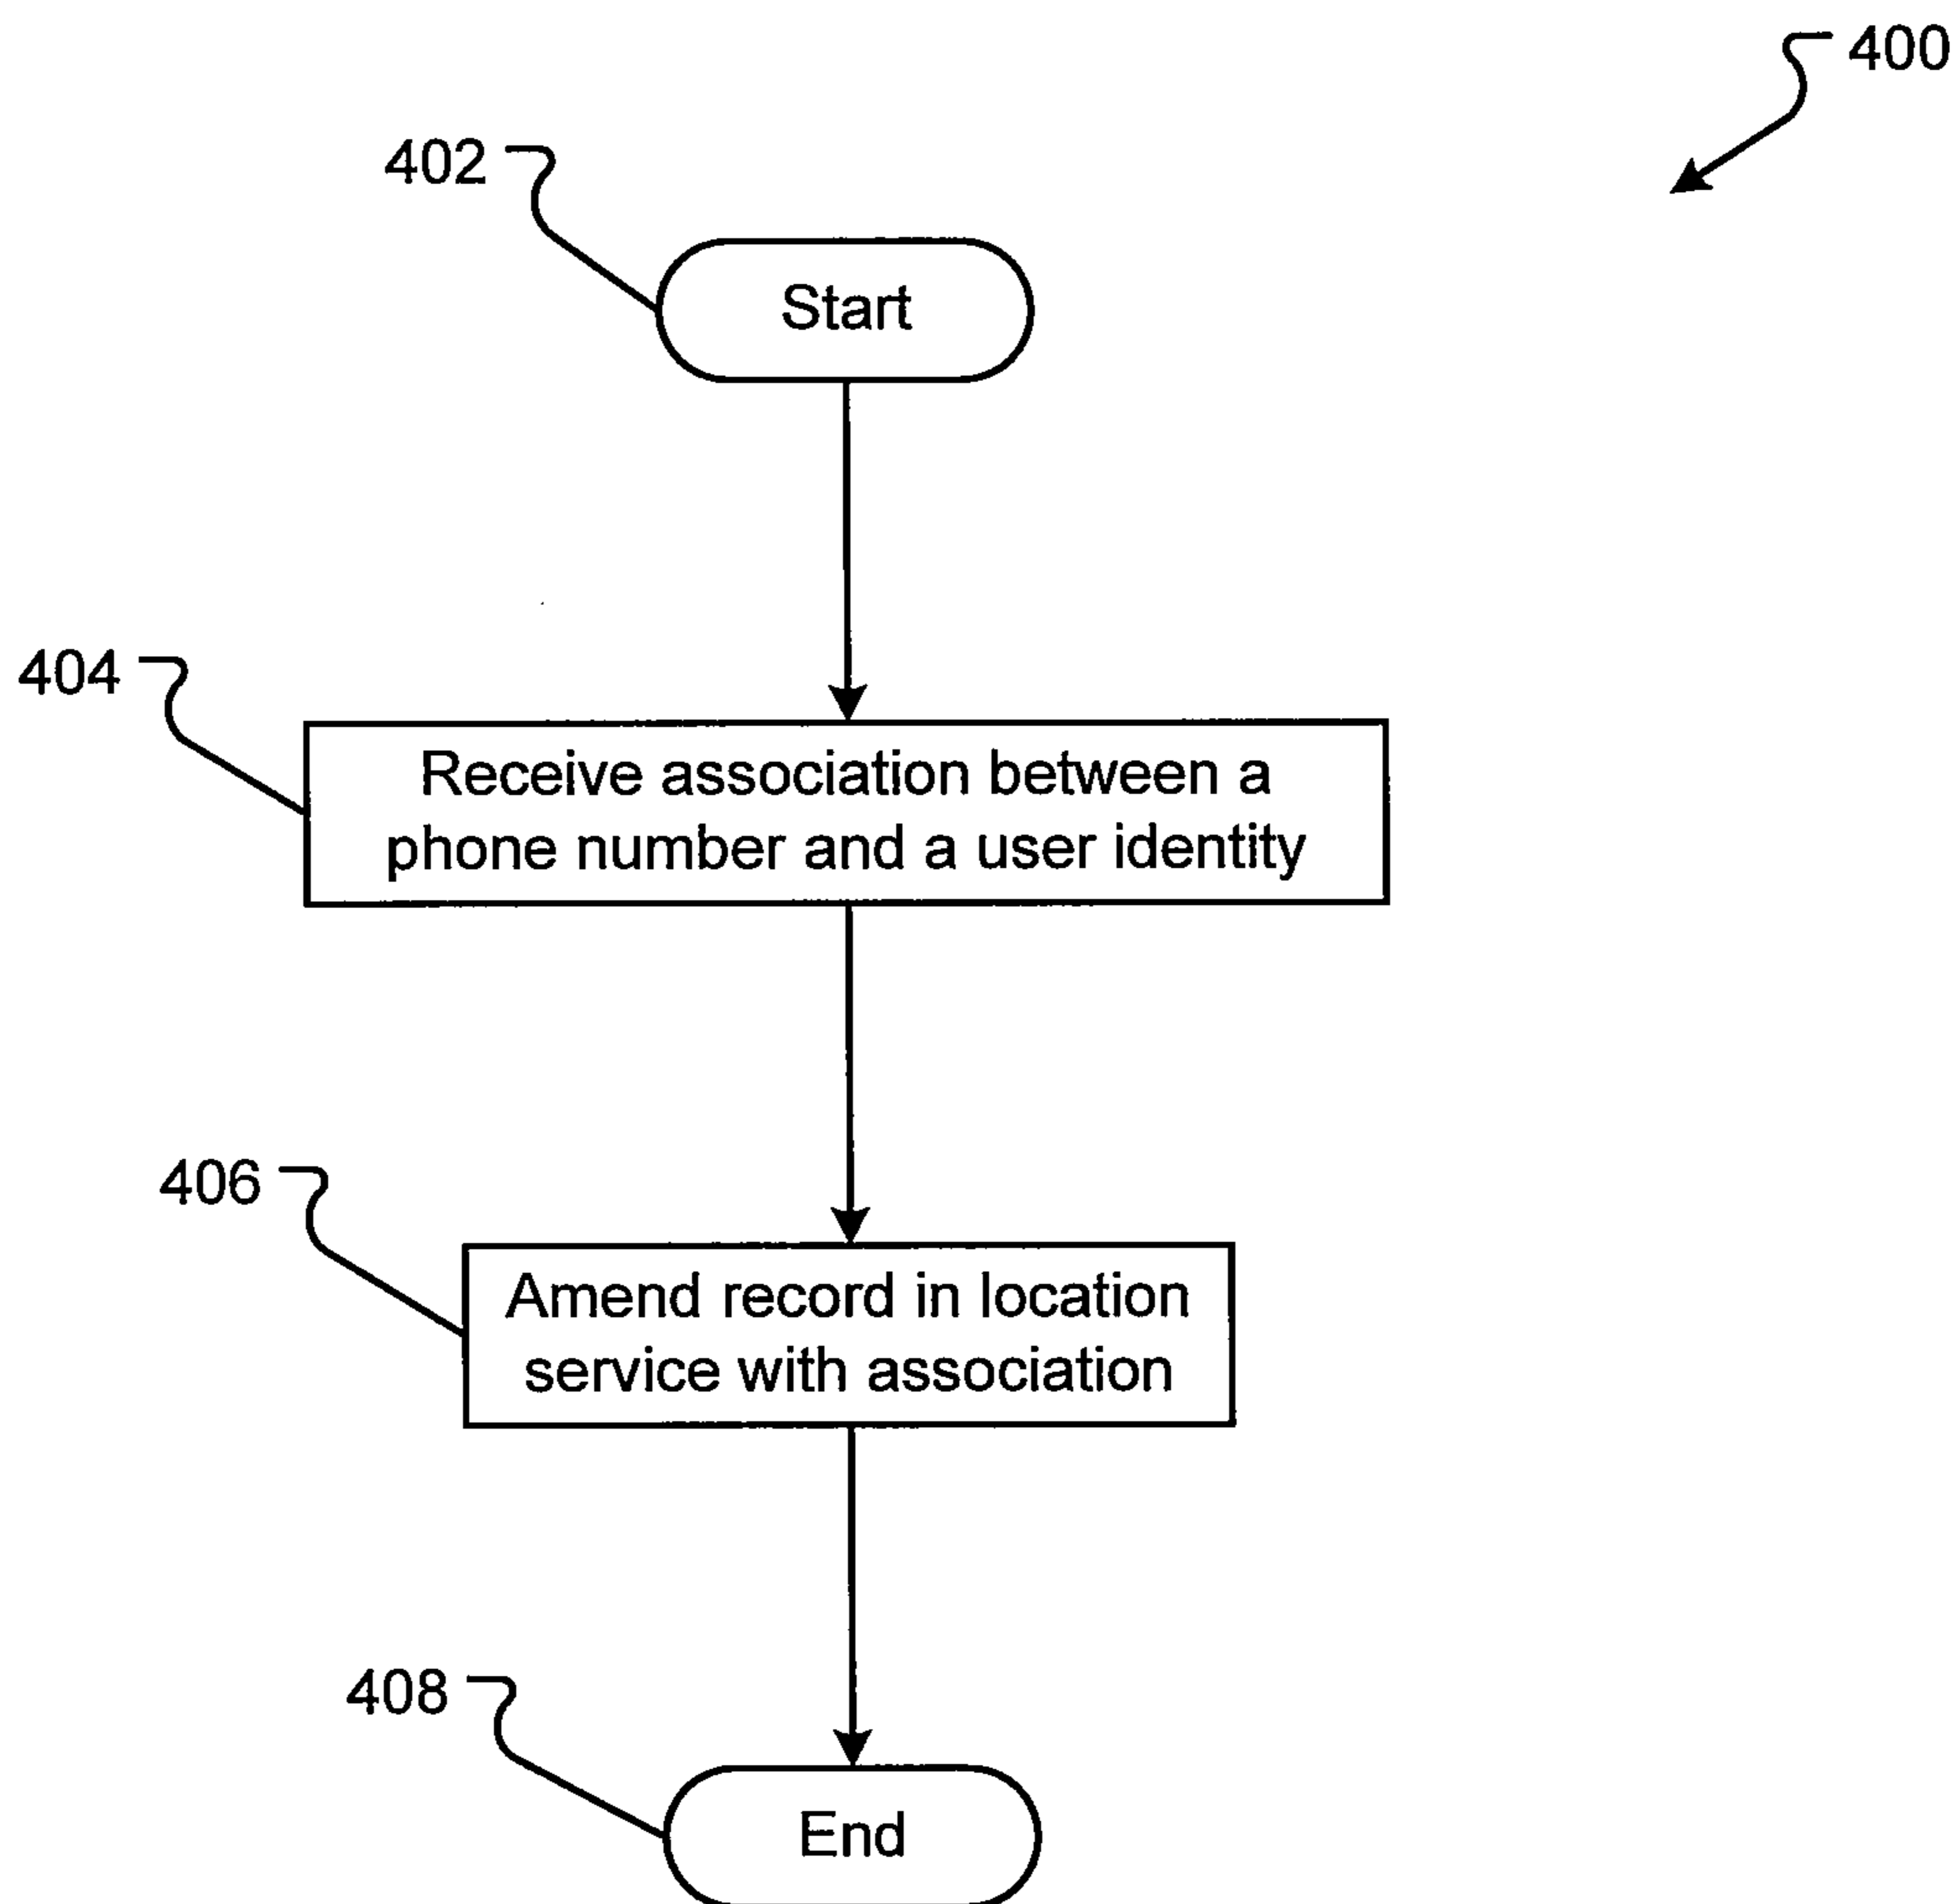 400
402
Start
404
Receive association between a
phone number and a user identity
406
Amend record in location
service with association
408
End